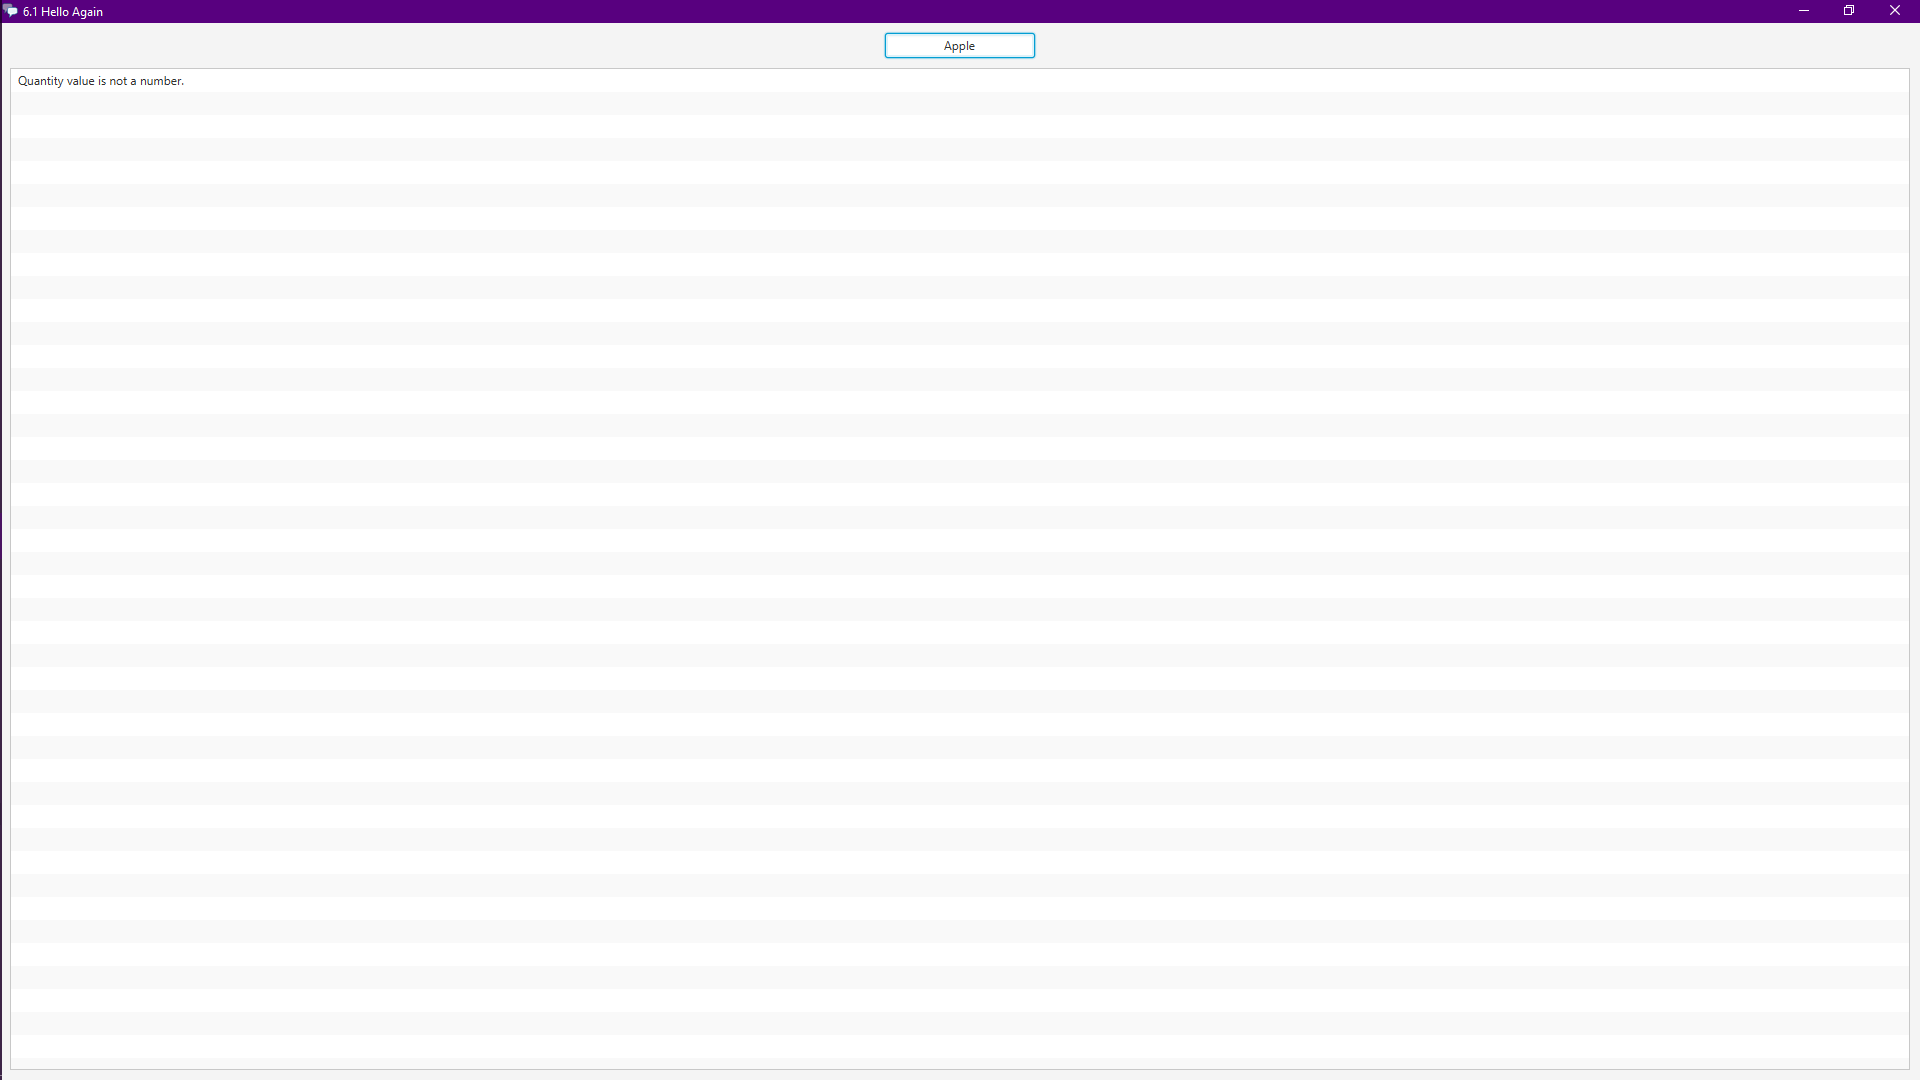 6.1 Hello Again
Apple
Quantity value is not a number.